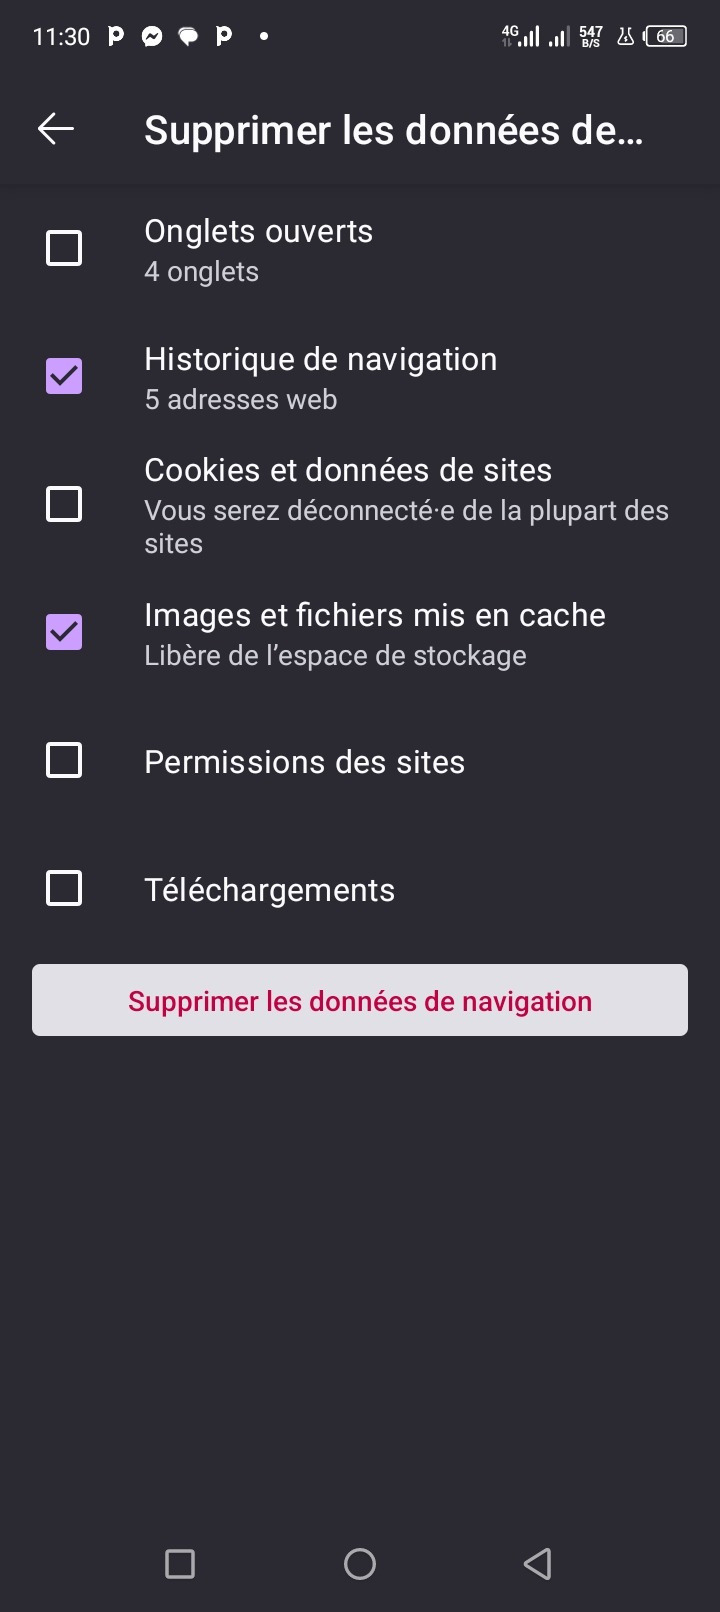 11:30
4G
547
B/S
66
Supprimer les données de...
Onglets ouverts
4 onglets
Historique de navigation
5 adresses web
Cookies et données de sites
Vous serez déconnecté·e de la plupart des
sites
Images et fichiers mis en cache
Libère de l’espace de stockage
Permissions des sites
Téléchargements
Supprimer les données de navigation